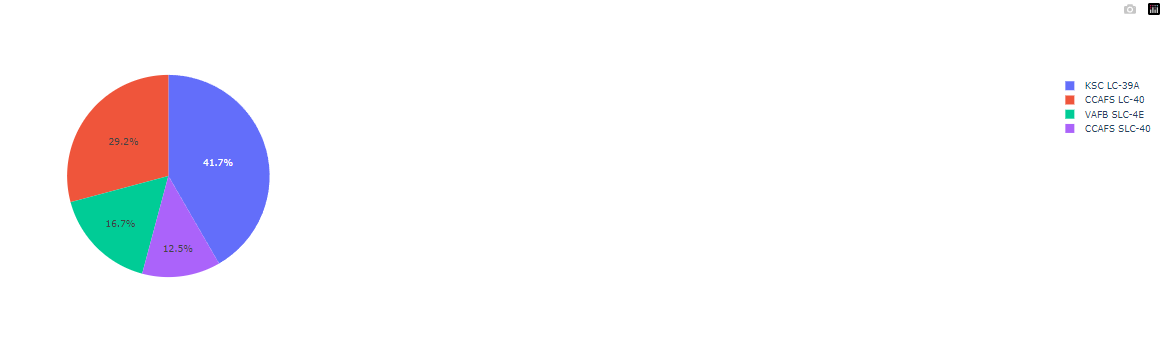 KSC LC-39A
CCAFS LC-40
VAFB SLC-4E
CCAFS SLC-40
29.2%
41.7%
16.7%
12.5%